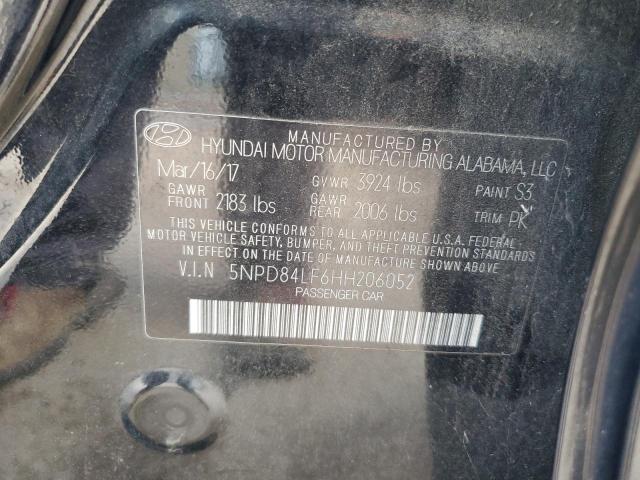 MANUFACTURED BY
HYUNDAI MOTOR MANUFACTURING ALABAMA, LLC
Mar/16/17 GVWR 3924 lbs PAINT S3
GAWR FRONT 2183 lbs GAWR REAR 2006 lbs TRIM PK
THIS VEHICLE CONFORMS TO ALL APPLICABLE U.S.A. FEDERAL
MOTOR VEHICLE SAFETY, BUMPER, AND THEFT PREVENTION STANDARDS
IN EFFECT ON THE DATE OF MANUFACTURE SHOWN ABOVE.
V.I.N 5NPD84LF6HH206052
PASSENGER CAR